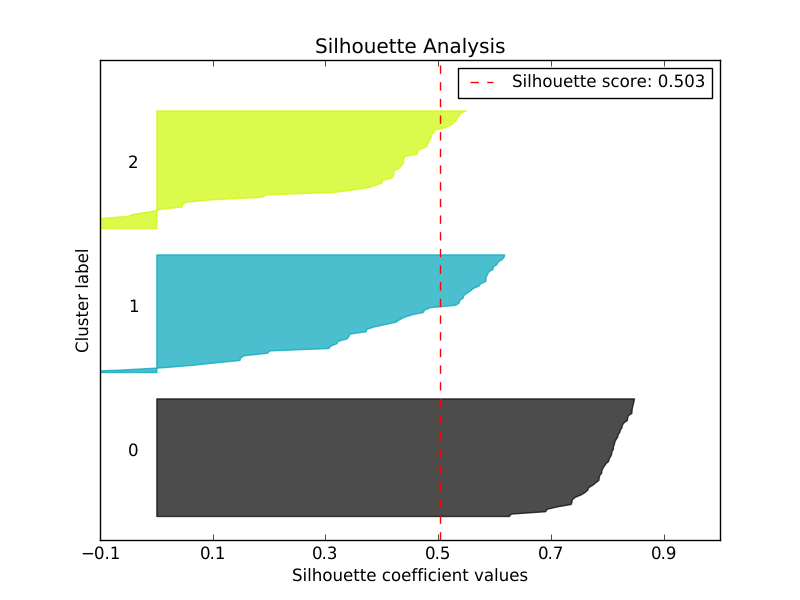 Silhouette Analysis
Silhouette score: 0.503
2
1
0
Cluster label
−0.1 0.1 0.3 0.5 0.7 0.9
Silhouette coefficient values